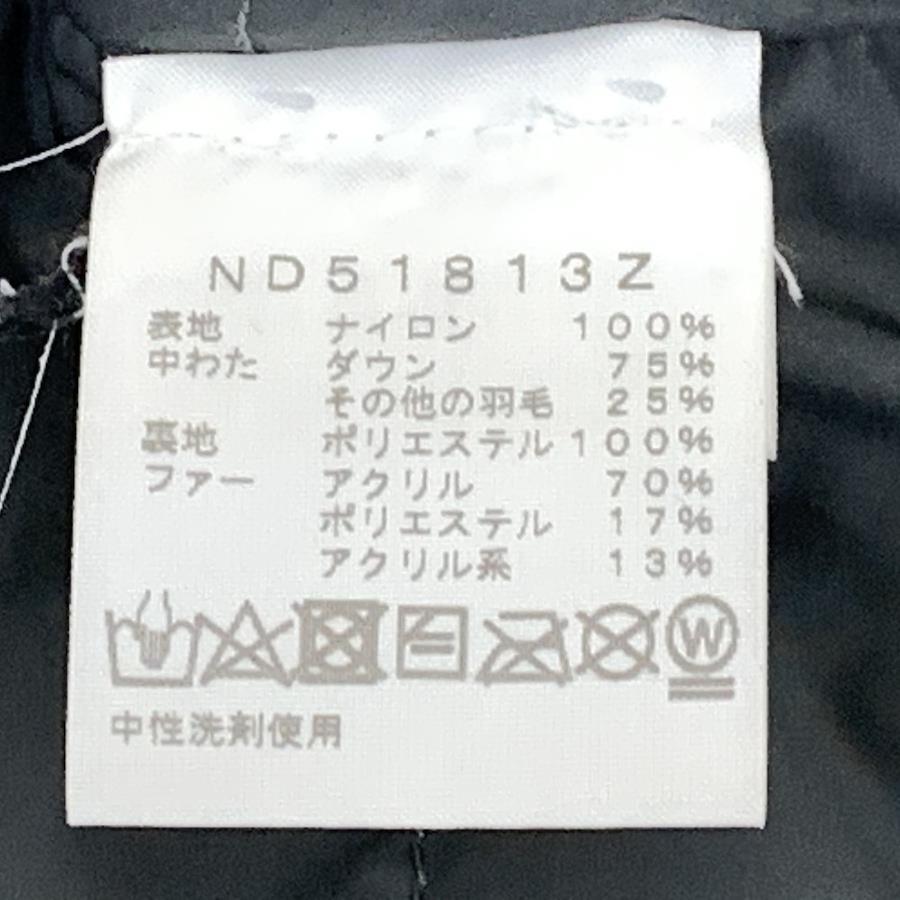 ND51813Z
表地 ナイロン 100%
中わた ダウン 75%
その他の羽毛 25%
裏地 ポリエステル 100%
ファー アクリル 70%
ポリエステル 17%
アクリル系 13%
W
中性洗剤使用